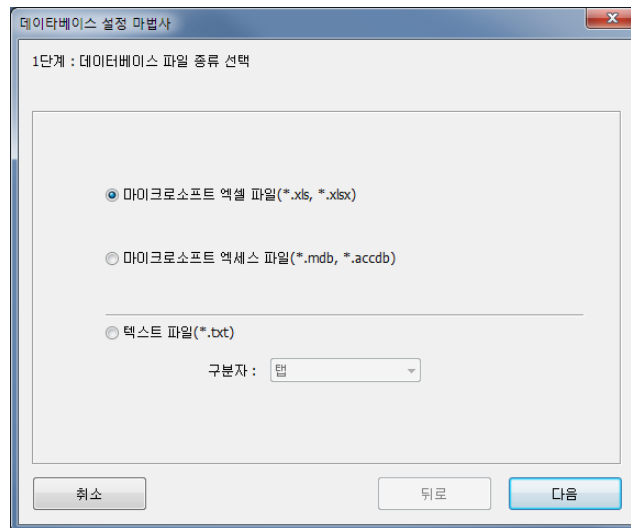 데이타베이스 설정 마법사
1단계 : 데이터베이스 파일 종류 선택
마이크로소프트 엑셀 파일(*.xls, *.xlsx)
마이크로소프트 엑세스 파일(*.mdb, *.accdb)
텍스트 파일(*.txt)
구분자 : 탭
취소 뒤로 다음